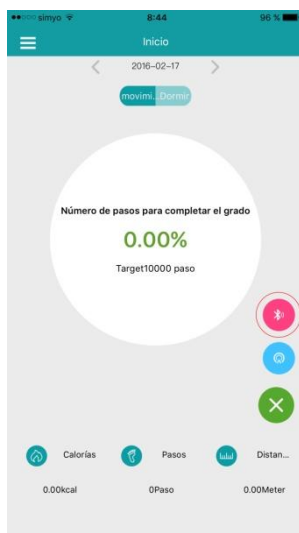 simyo 8:44 96 %
Inicio
2016-02-17
movimi...Dormir
Número de pasos para completar el grado
0.00%
Target10000 paso
Calorías Pasos Distan...
0.00kcal 0Paso 0.00Meter